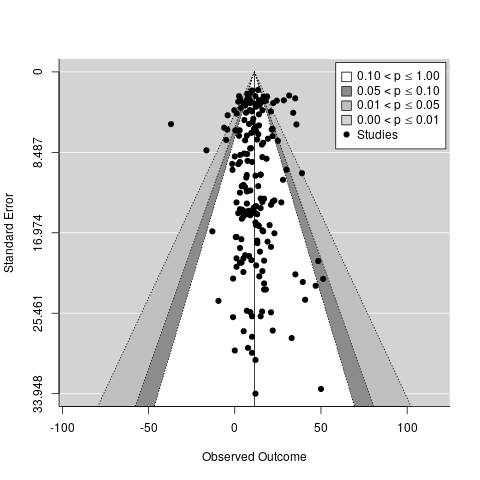 0.10 < p ≤ 1.00
0.05 < p ≤ 0.10
0.01 < p ≤ 0.05
0.00 < p ≤ 0.01
Studies
Standard Error
0
8.487
16.974
25.461
33.948
-100
-50
0
50
100
Observed Outcome